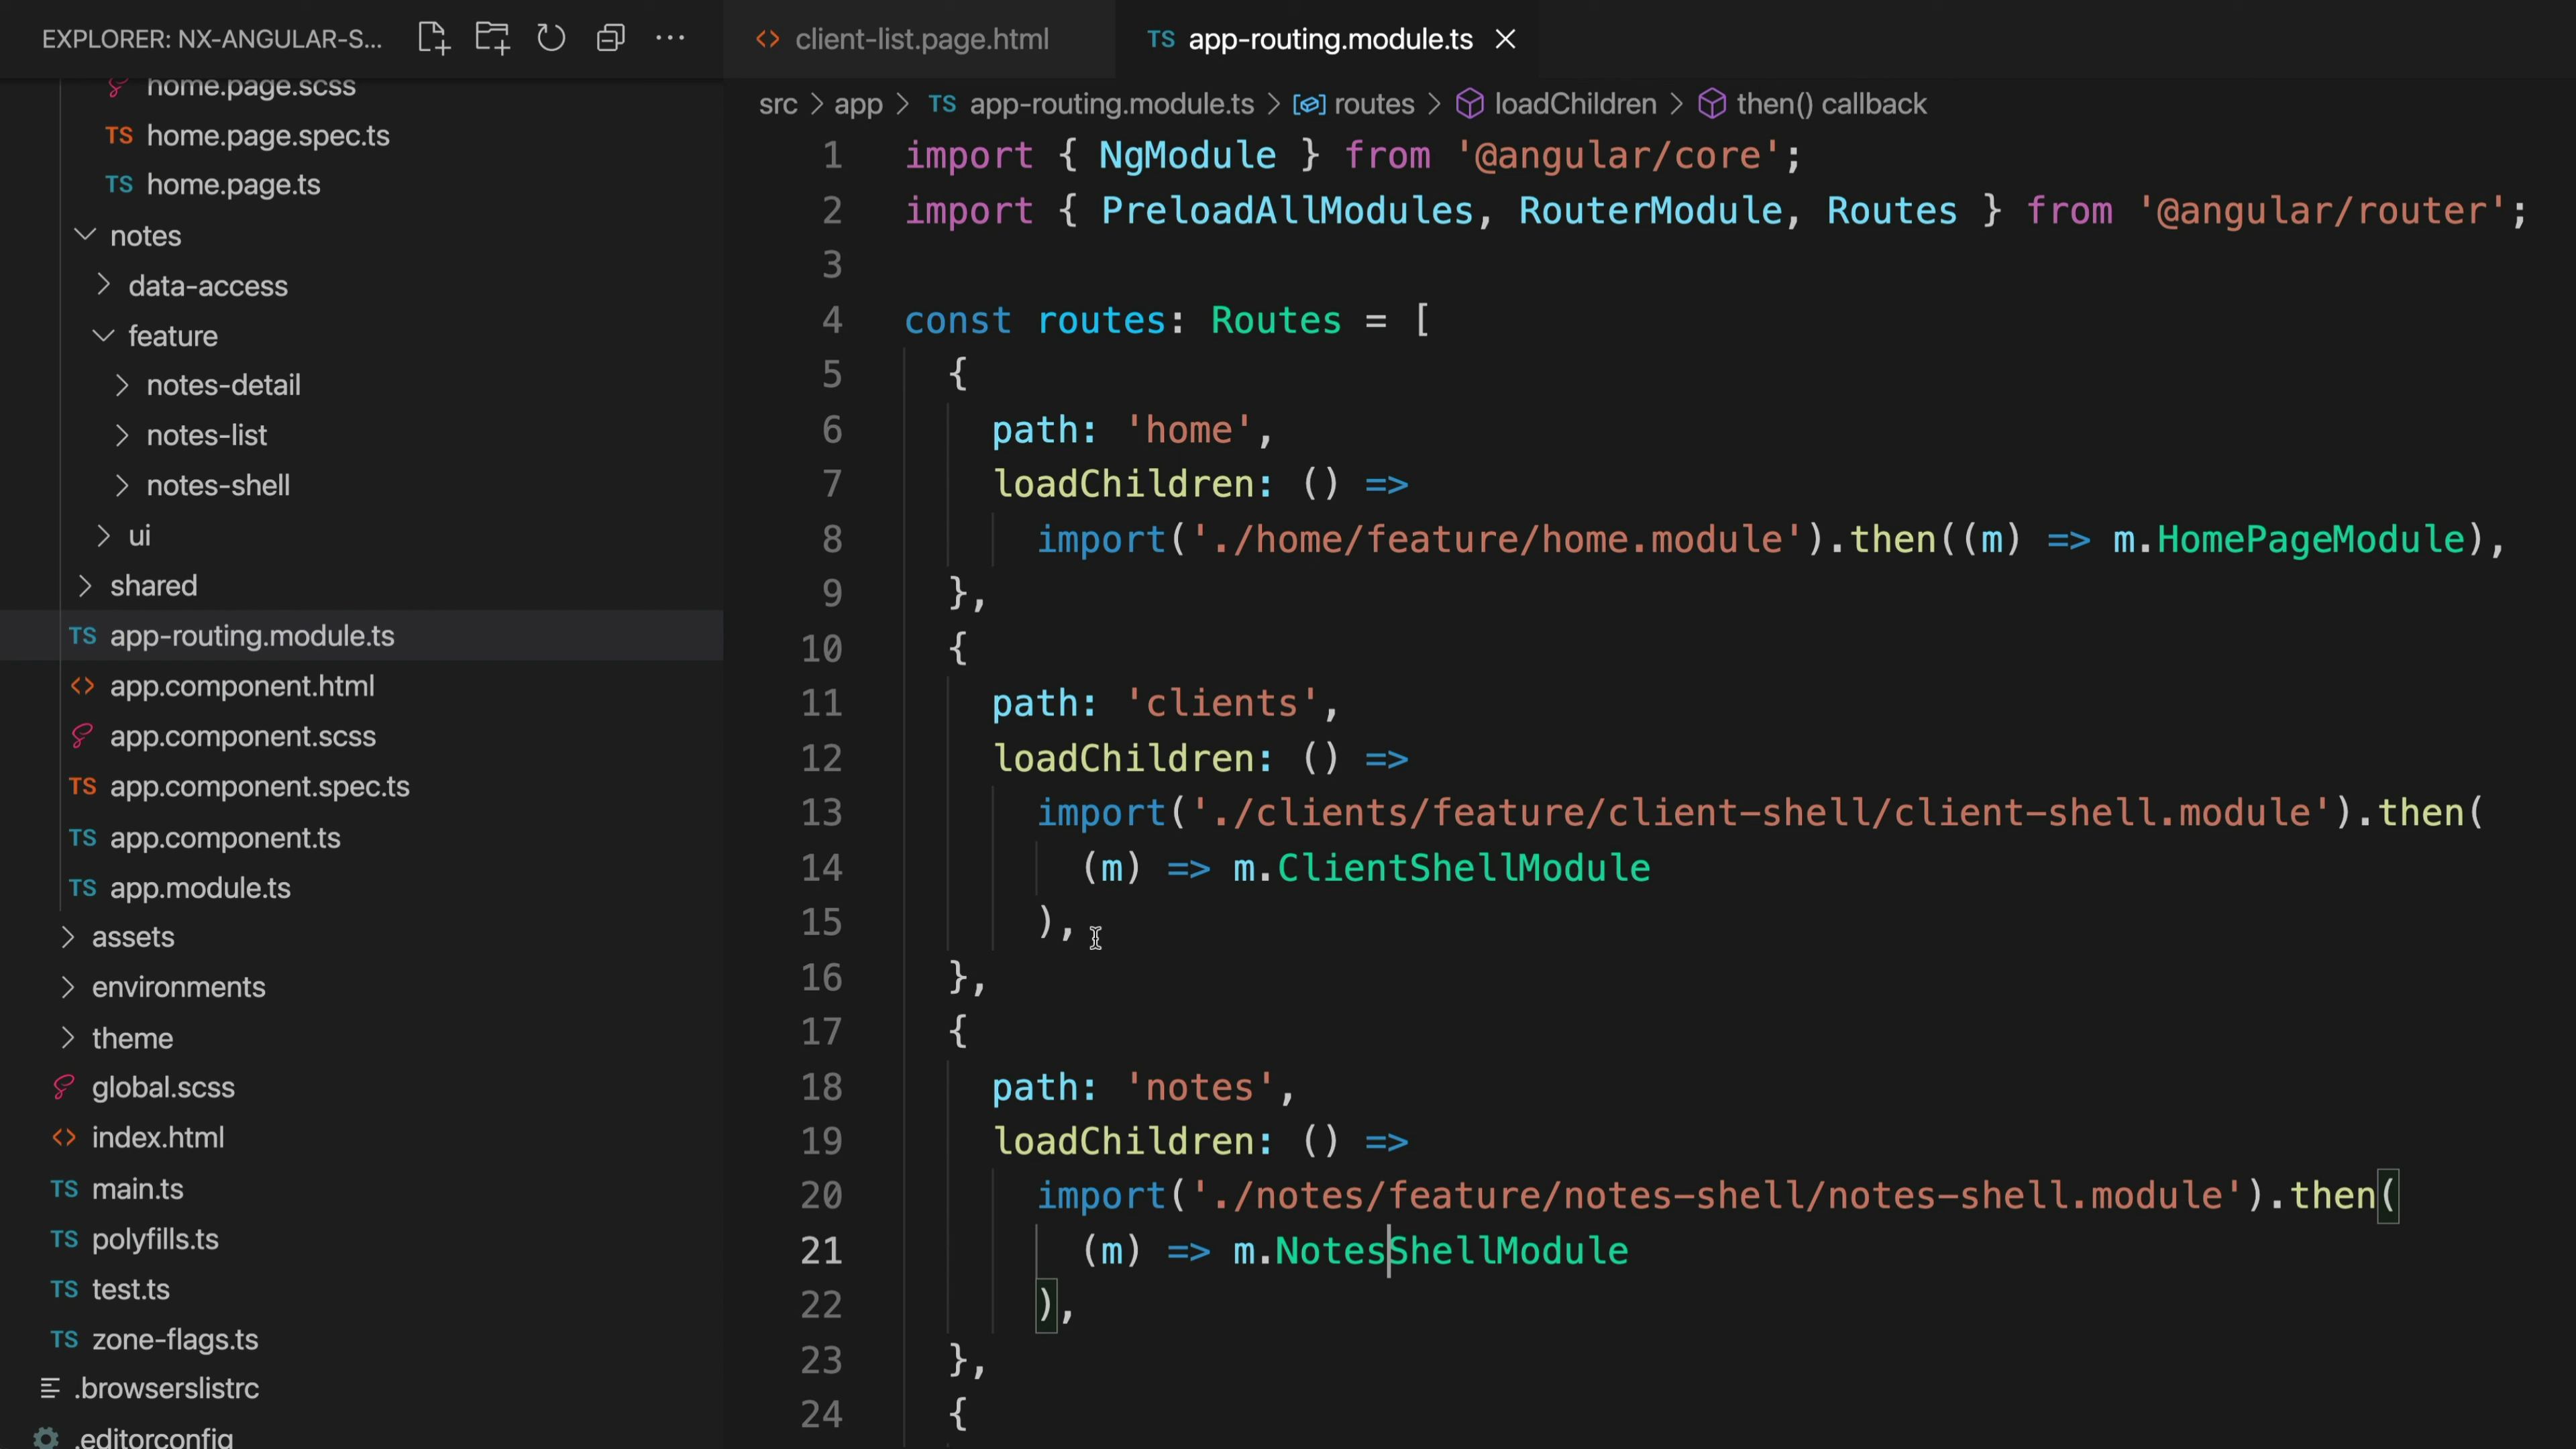 EXPLORER: NX-ANGULAR-S...
home.page.scss
TS home.page.spec.ts
TS home.page.ts
notes
data-access
feature
notes-detail
notes-list
notes-shell
ui
shared
TS app-routing.module.ts
<> app.component.html
app.component.scss
TS app.component.spec.ts
TS app.component.ts
TS app.module.ts
assets
environments
theme
global.scss
<> index.html
TS main.ts
TS polyfills.ts
TS test.ts
TS zone-flags.ts
.browserslistrc
.editorconfig
<> client-list.page.html
TS app-routing.module.ts
src > app > TS app-routing.module.ts > routes > loadChildren > then() callback
1 import { NgModule } from '@angular/core';
2 import { PreloadAllModules, RouterModule, Routes } from '@angular/router';
3
4 const routes: Routes = [
5 {
6 path: 'home',
7 loadChildren: () =>
8 import('./home/feature/home.module').then((m) => m.HomePageModule),
9 },
10 {
11 path: 'clients',
12 loadChildren: () =>
13 import('./clients/feature/client-shell/client-shell.module').then(
14 (m) => m.ClientShellModule
15 ),
16 },
17 {
18 path: 'notes',
19 loadChildren: () =>
20 import('./notes/feature/notes-shell/notes-shell.module').then(
21 (m) => m.NotesShellModule
22 ),
23 },
24 {